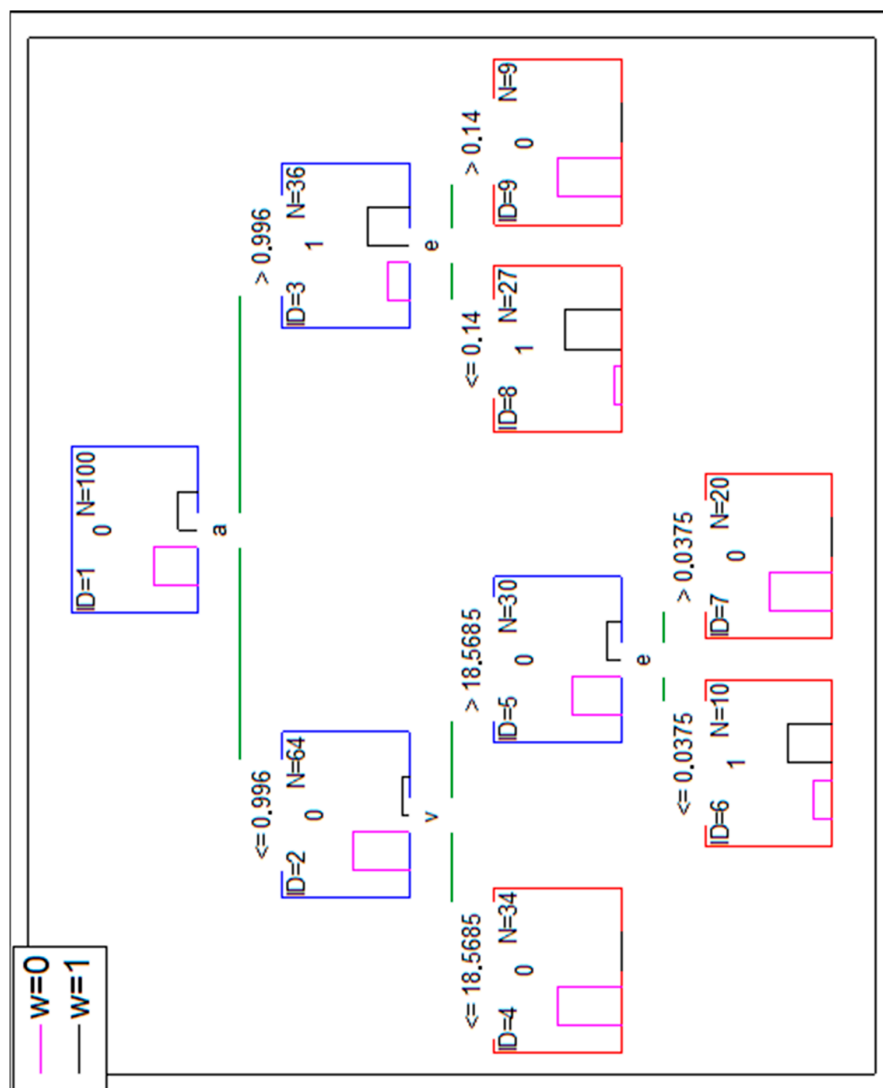 w=0
w=1
ID=1 N=100
0
a
<= 0.996
> 0.996
ID=2 N=64
0
v
ID=3 N=36
1
e
<= 18.5685
> 18.5685
<= 0.14
> 0.14
ID=4 N=34
0
ID=5 N=30
0
e
ID=8 N=27
1
ID=9 N=9
0
<= 0.0375
> 0.0375
ID=6 N=10
1
ID=7 N=20
0